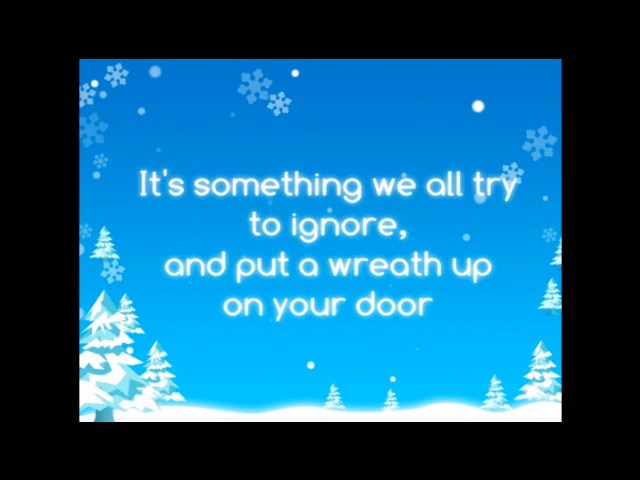 It's something we all try
to ignore,
and put a wreath up
on your door